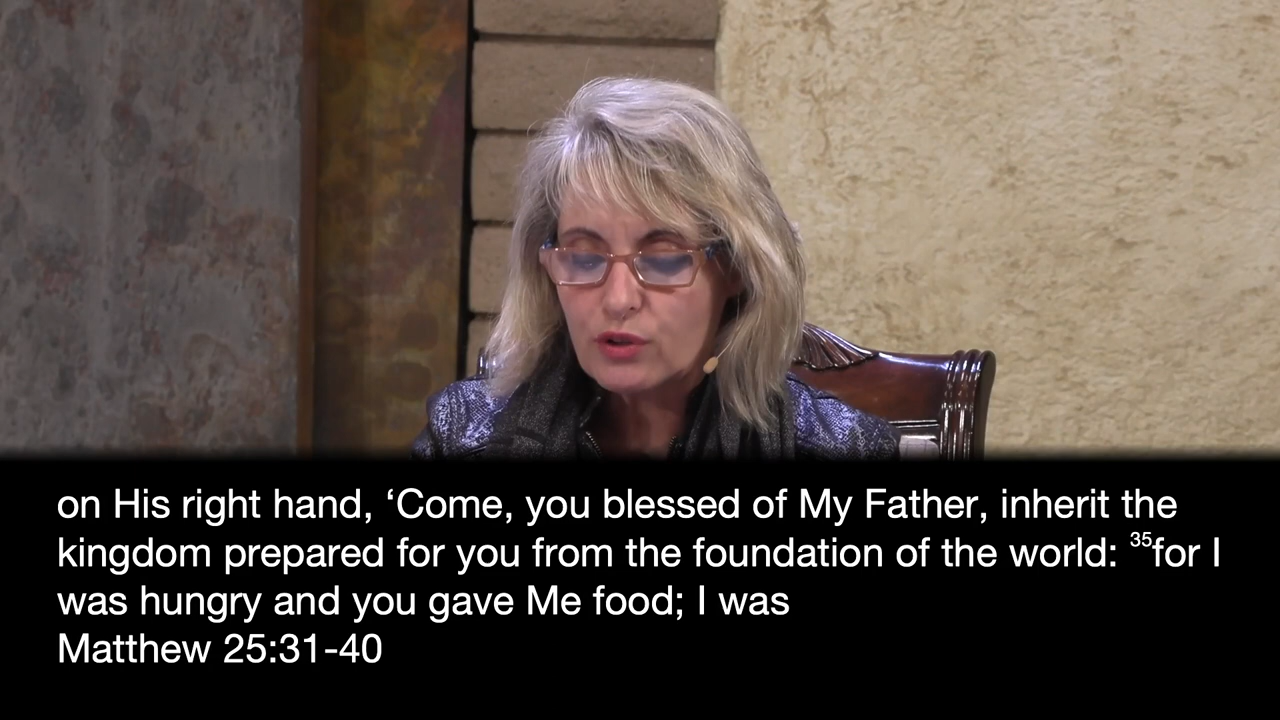 on His right hand, ‘Come, you blessed of My Father, inherit the
kingdom prepared for you from the foundation of the world: ³⁵for I
was hungry and you gave Me food; I was
Matthew 25:31-40